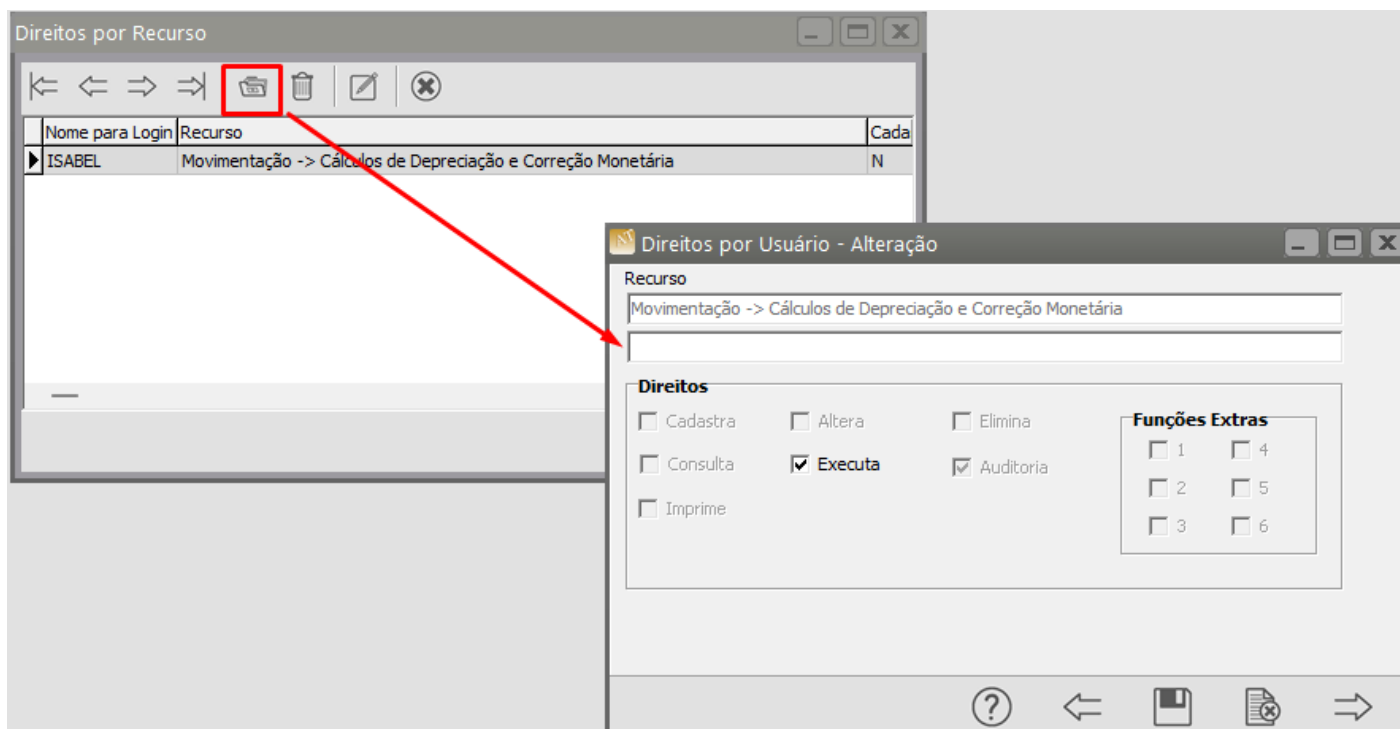 Direitos por Recurso
Nome para Login Recurso Cada
ISABEL Movimentação -> Cálculos de Depreciação e Correção Monetária N
Direitos por Usuário - Alteração
Recurso
Movimentação -> Cálculos de Depreciação e Correção Monetária
Direitos
Cadastra Altera Elimina
Consulta Executa Auditoria
Imprime
Funções Extras
1 4
2 5
3 6